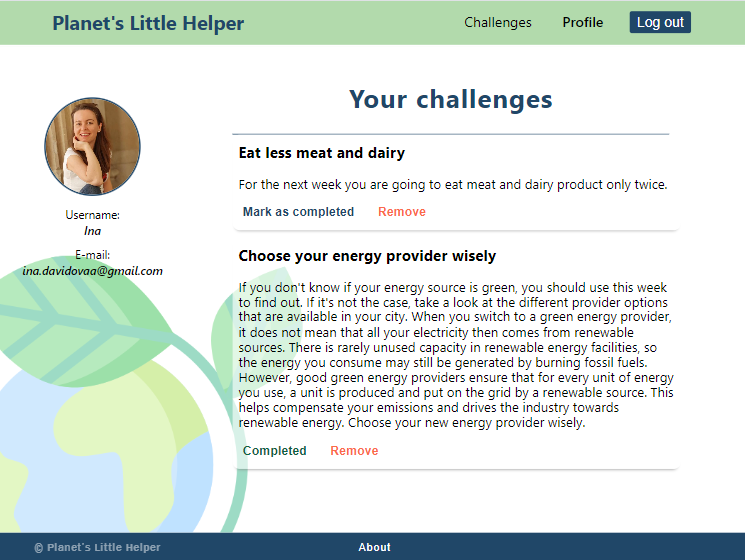 Planet's Little Helper
Challenges Profile Log out
Your challenges
Username:
Ina
E-mail:
ina.davidovaa@gmail.com
Eat less meat and dairy
For the next week you are going to eat meat and dairy product only twice.
Mark as completed Remove
Choose your energy provider wisely
If you don't know if your energy source is green, you should use this week
to find out. If it's not the case, take a look at the different provider options
that are available in your city. When you switch to a green energy provider,
it does not mean that all your electricity then comes from renewable
sources. There is rarely unused capacity in renewable energy facilities, so
the energy you consume may still be generated by burning fossil fuels.
However, good green energy providers ensure that for every unit of energy
you use, a unit is produced and put on the grid by a renewable source. This
helps compensate your emissions and drives the industry towards
renewable energy. Choose your new energy provider wisely.
Completed Remove
© Planet's Little Helper
About